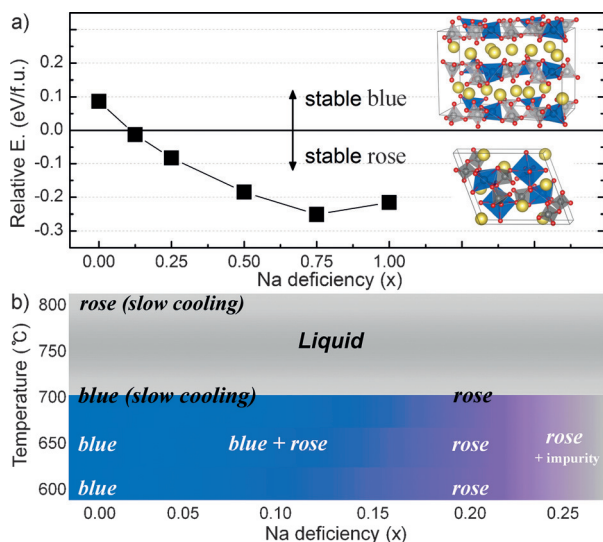 a)
Relative E. (eV/f.u.)
0.2
0.1
0.0
-0.1
-0.2
-0.3
stable blue
stable rose
0.00 0.25 0.50 0.75 1.00
Na deficiency (x)
b)
Temperature (℃)
800
750
700
650
600
rose (slow cooling)
Liquid
blue (slow cooling) rose
blue blue + rose rose rose
+ impurity
blue rose
0.00 0.05 0.10 0.15 0.20 0.25
Na deficiency (x)